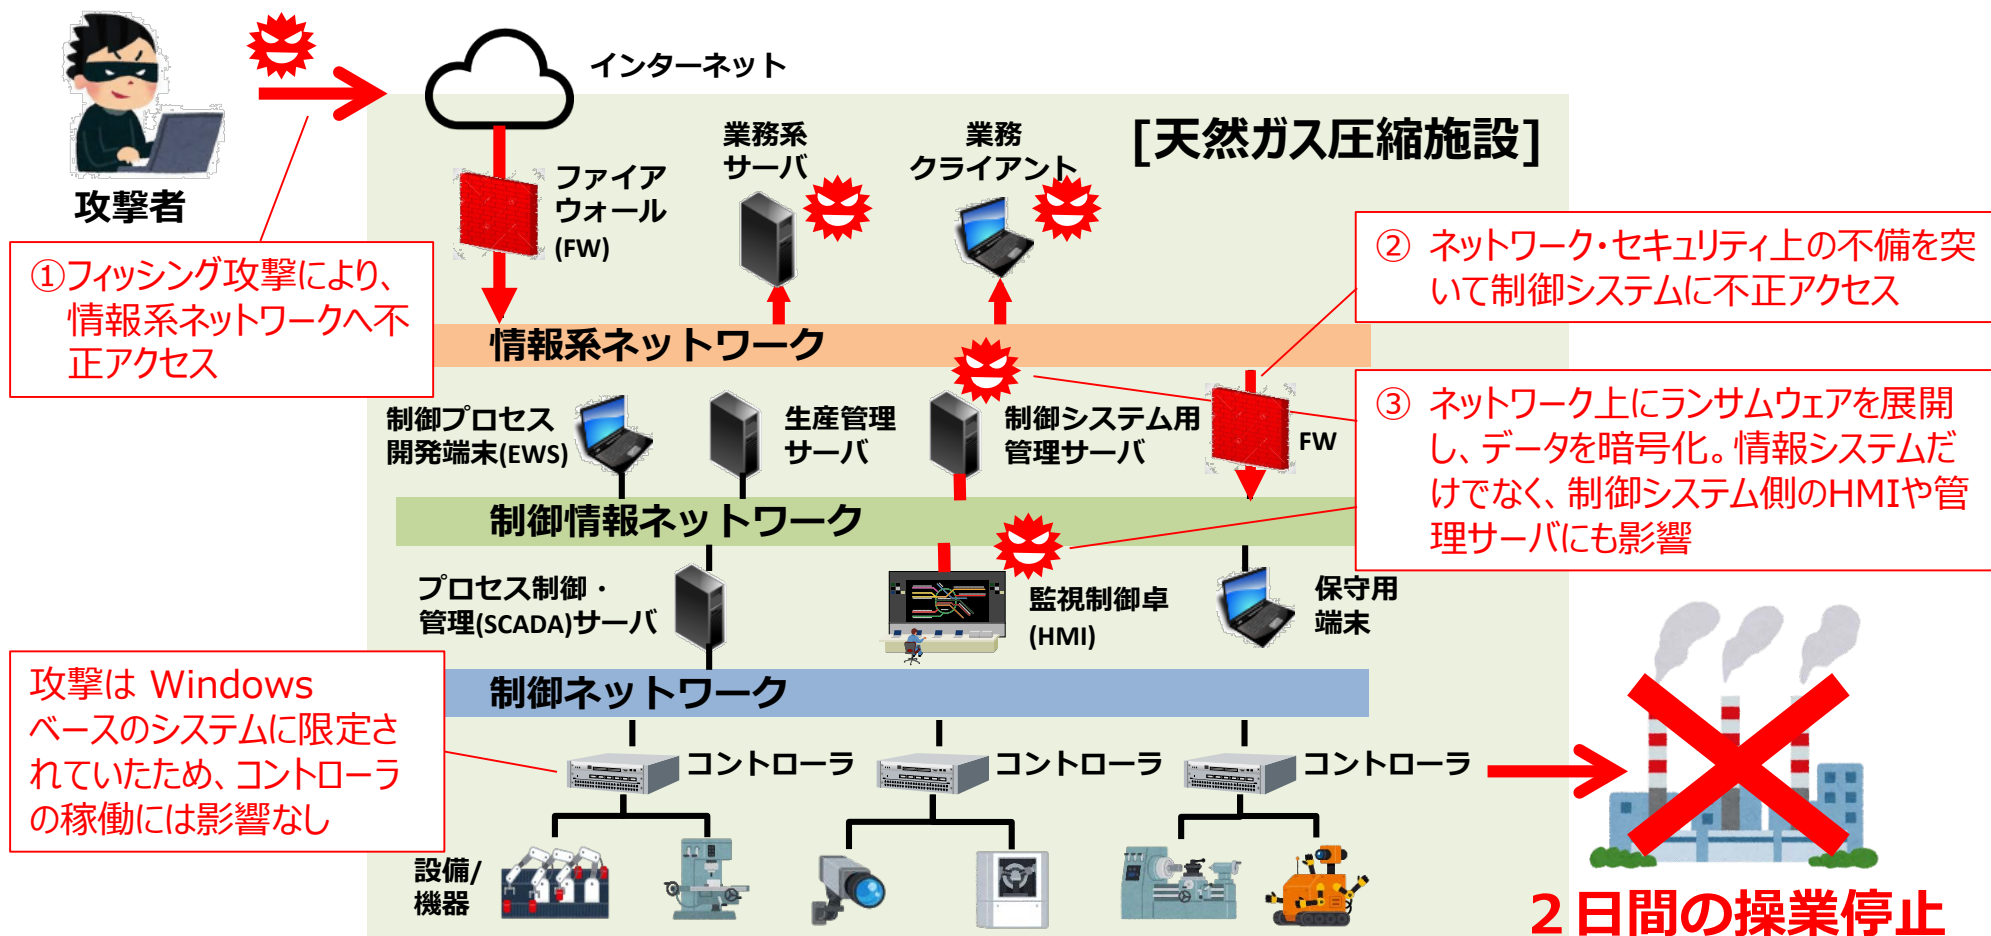 インターネット
[天然ガス圧縮施設]
攻撃者
業務系
サーバ
業務
クライアント
ファイア
ウォール
(FW)
①フィッシング攻撃により、
情報系ネットワークへ不
正アクセス
② ネットワーク・セキュリティ上の不備を突
いて制御システムに不正アクセス
情報系ネットワーク
制御プロセス
開発端末(EWS)
生産管理
サーバ
制御システム用
管理サーバ
FW
③ ネットワーク上にランサムウェアを展開
し、データを暗号化。情報システムだ
けでなく、制御システム側のHMIや管
理サーバにも影響
制御情報ネットワーク
プロセス制御・
管理(SCADA)サーバ
監視制御卓
(HMI)
保守用
端末
攻撃は Windows
ベースのシステムに限定さ
れていたため、コントローラ
の稼働には影響なし
制御ネットワーク
コントローラ
コントローラ
コントローラ
設備/
機器
２日間の操業停止